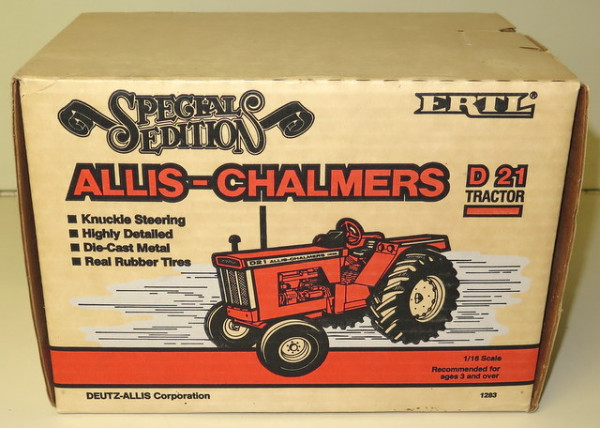 SPECIAL EDITION
ERTL®
ALLIS-CHALMERS
D 21
TRACTOR
■ Knuckle Steering
■ Highly Detailed
■ Die-Cast Metal
■ Real Rubber Tires
D21 ALLIS-CHALMERS
1/16 Scale
Recommended for
ages 3 and over
DEUTZ-ALLIS Corporation
1283